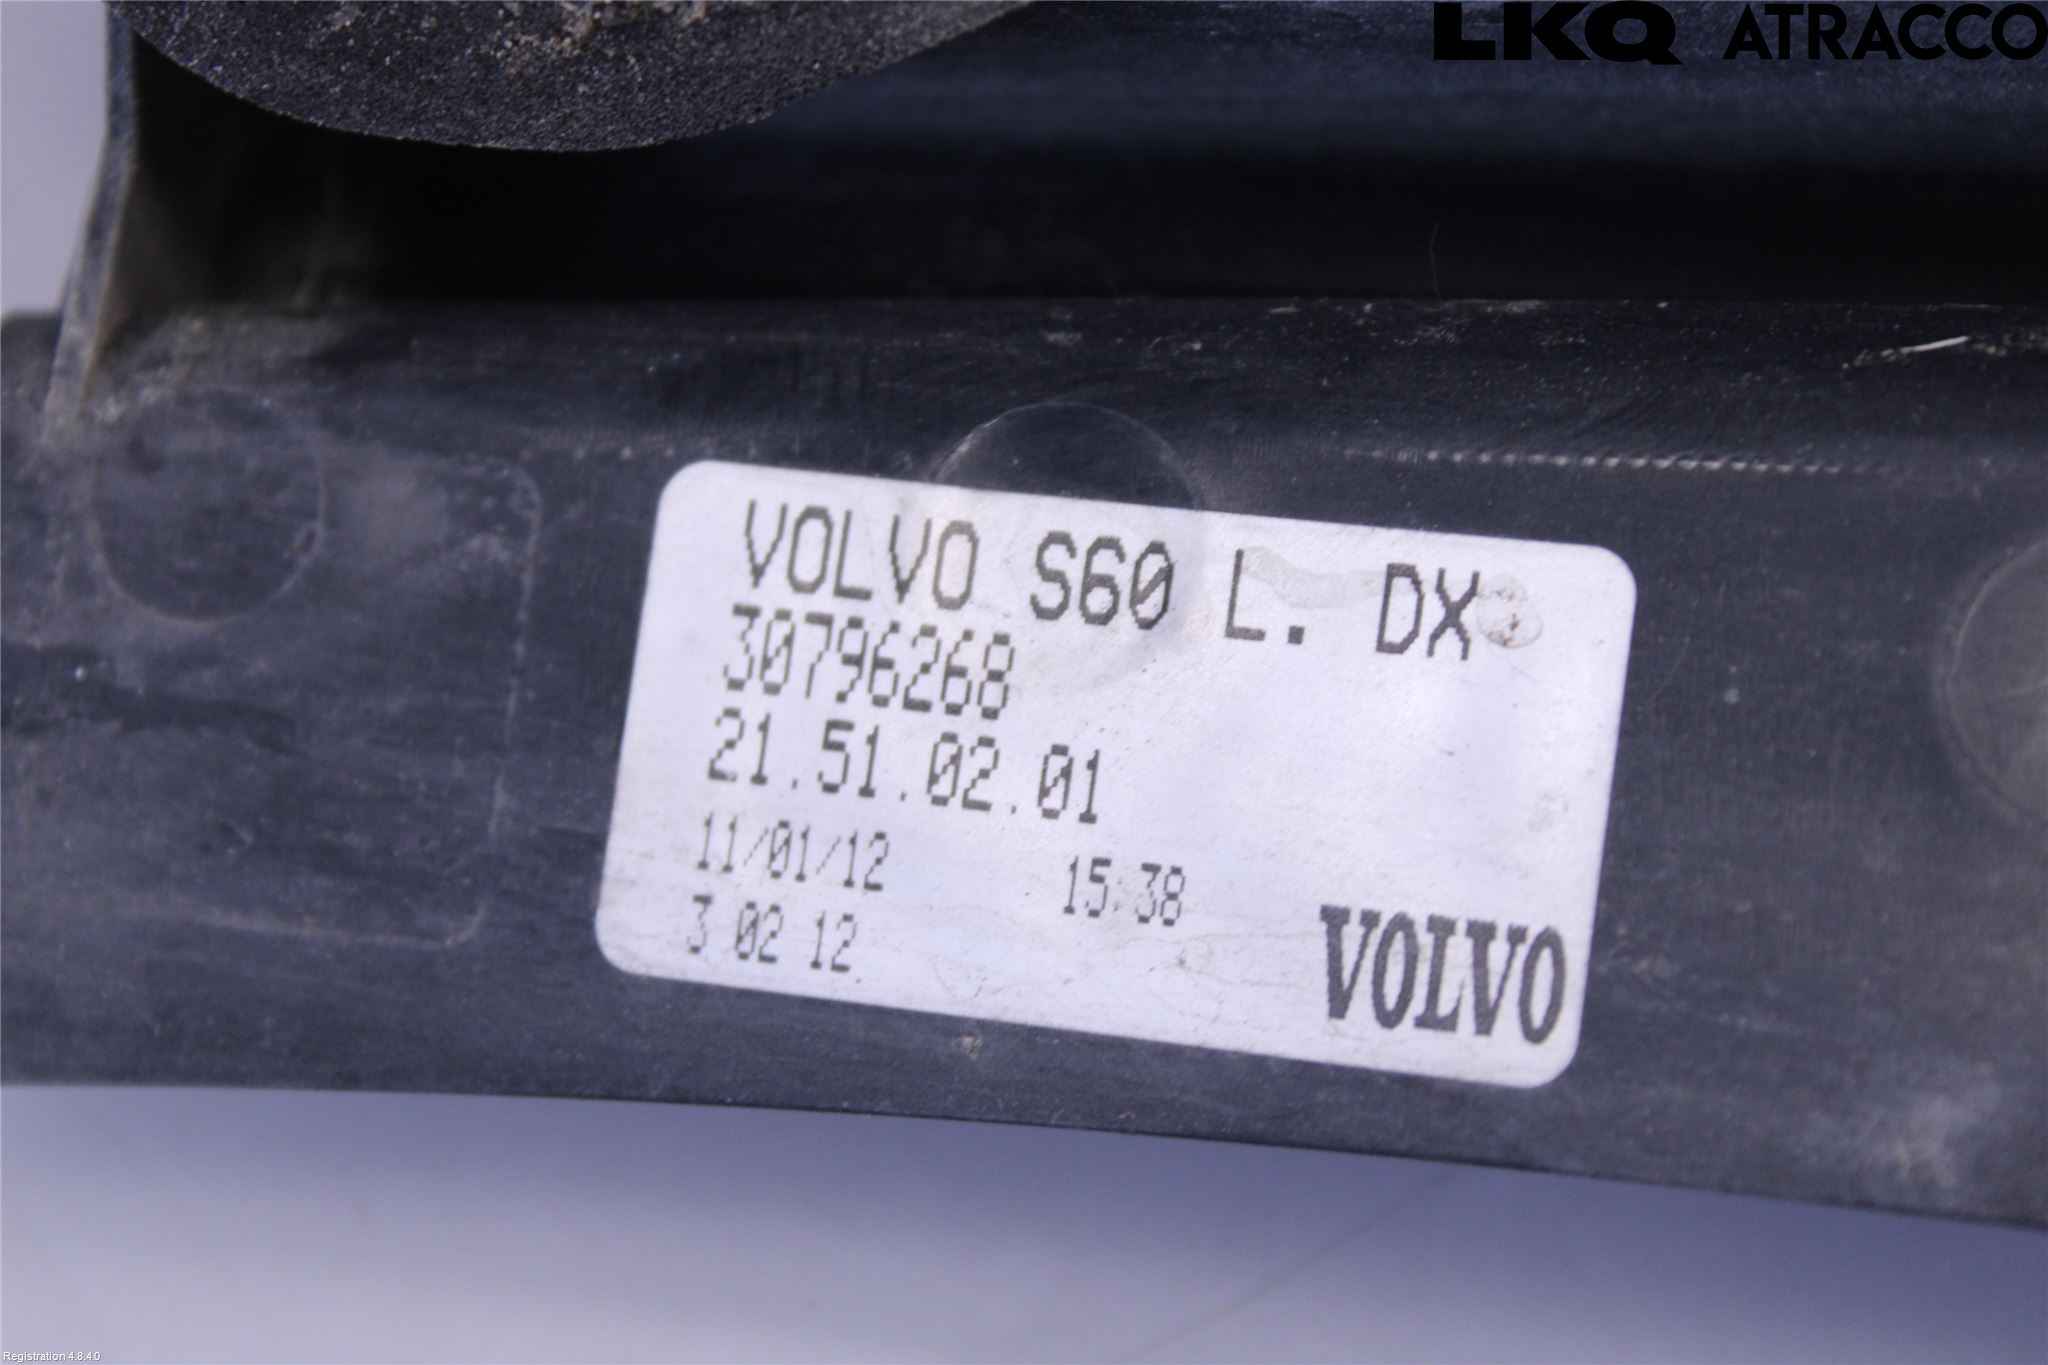 LKQ ATRACCO
VOLVO S60 L. DX
30796268
21.51.02.01
11/01/12 15:38
3 02 12
VOLVO
Registration 4.8.4.0